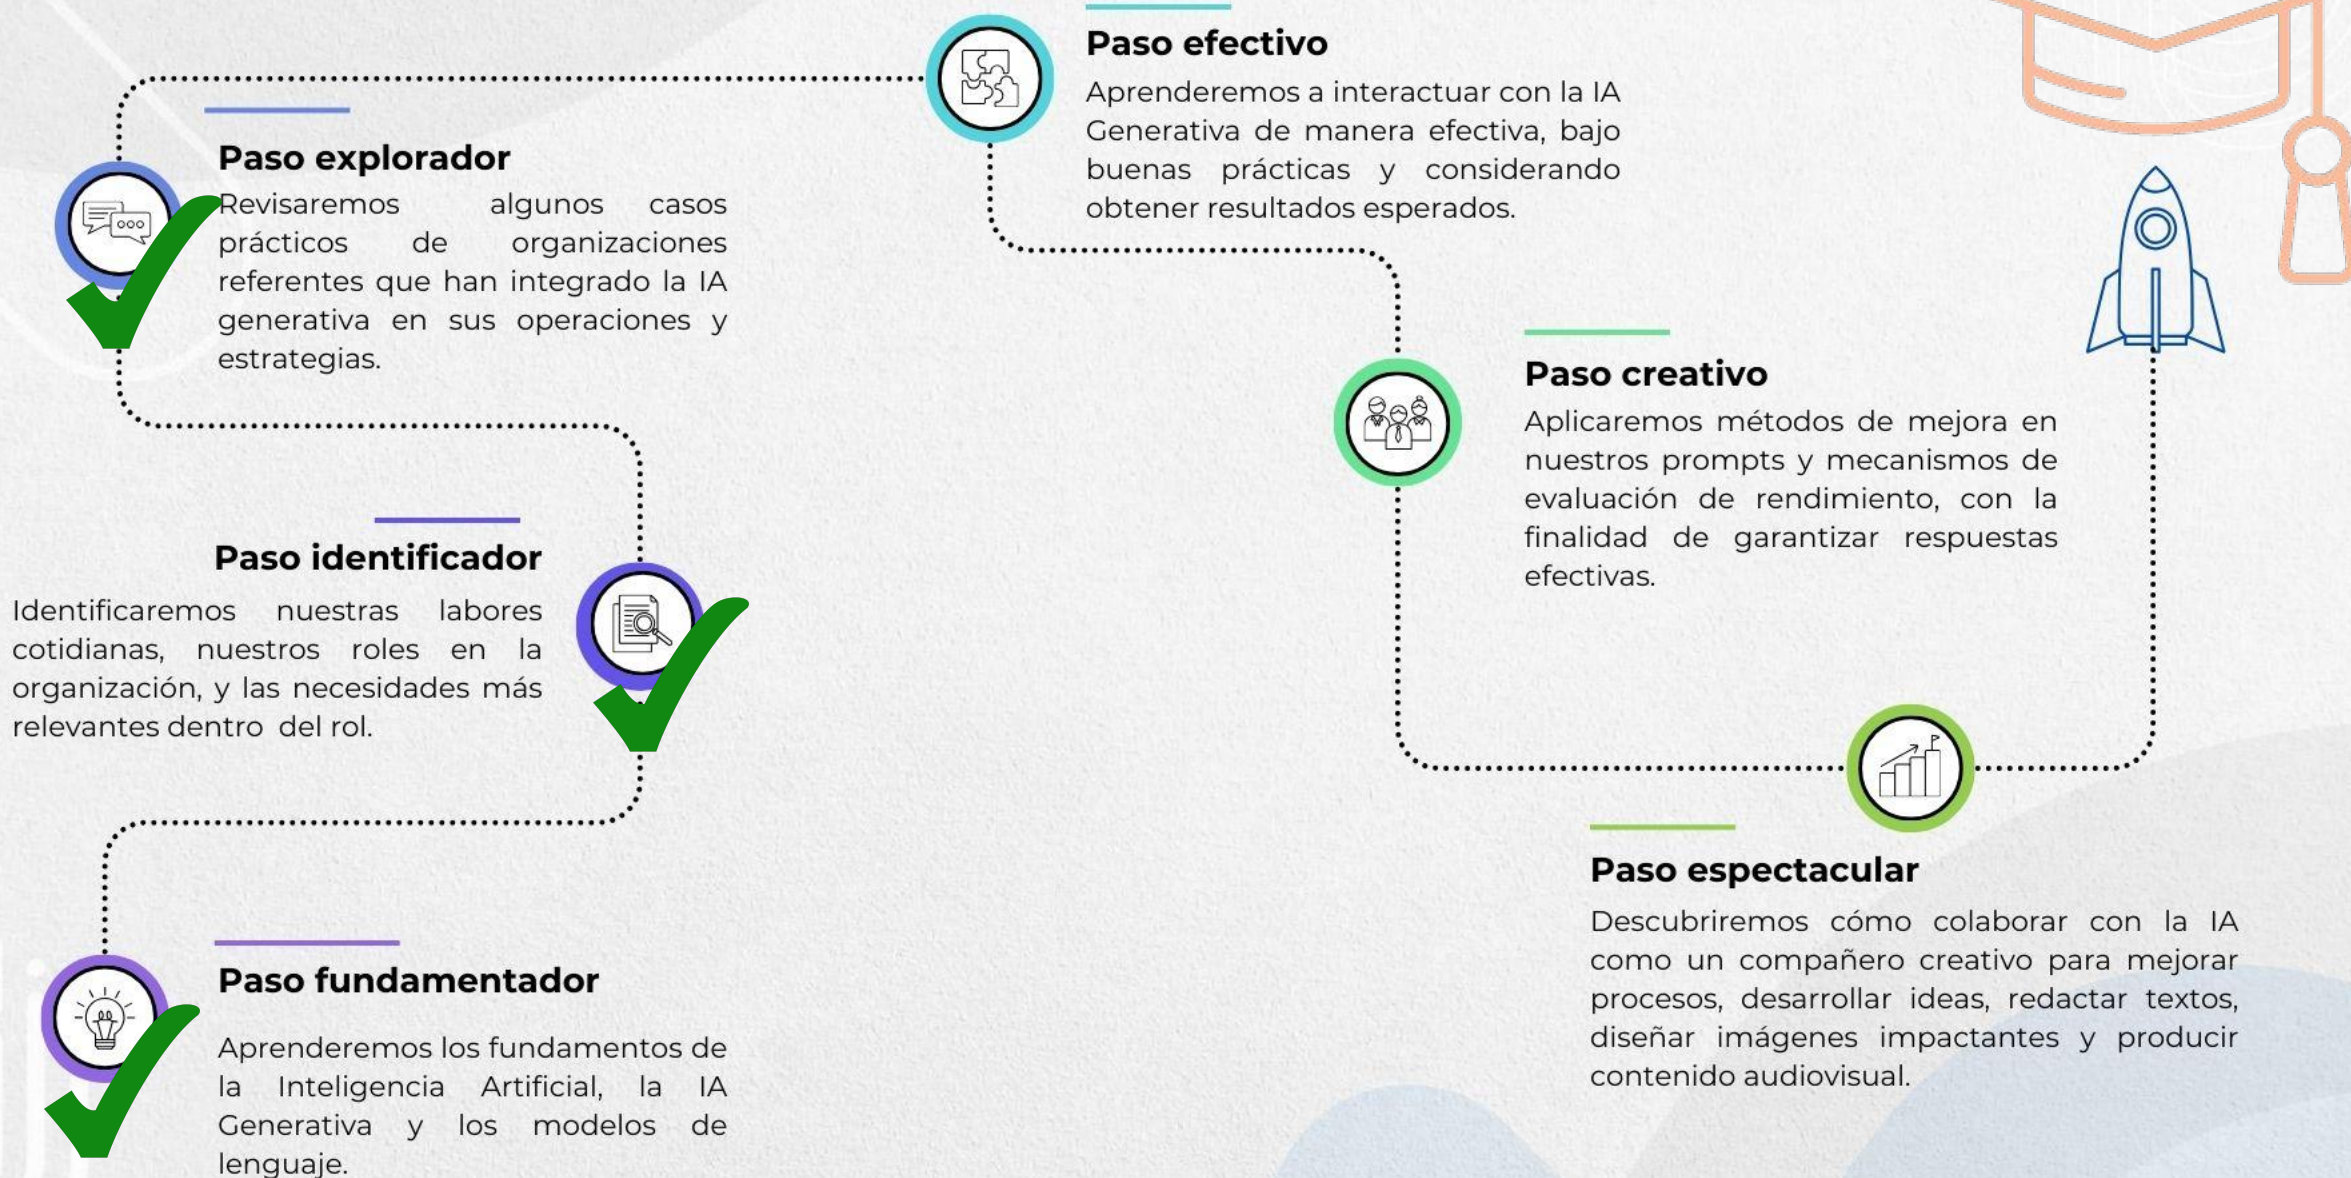 Paso efectivo
Aprenderemos a interactuar con la IA
Generativa de manera efectiva, bajo
buenas prácticas y considerando
obtener resultados esperados.
Paso explorador
Revisaremos algunos casos
prácticos de organizaciones
referentes que han integrado la IA
generativa en sus operaciones y
estrategias.
Paso creativo
Aplicaremos métodos de mejora en
nuestros prompts y mecanismos de
evaluación de rendimiento, con la
finalidad de garantizar respuestas
efectivas.
Paso identificador
Identificaremos nuestras labores
cotidianas, nuestros roles en la
organización, y las necesidades más
relevantes dentro del rol.
Paso espectacular
Descubriremos cómo colaborar con la IA
como un compañero creativo para mejorar
procesos, desarrollar ideas, redactar textos,
diseñar imágenes impactantes y producir
contenido audiovisual.
Paso fundamentador
Aprenderemos los fundamentos de
la Inteligencia Artificial, la IA
Generativa y los modelos de
lenguaje.